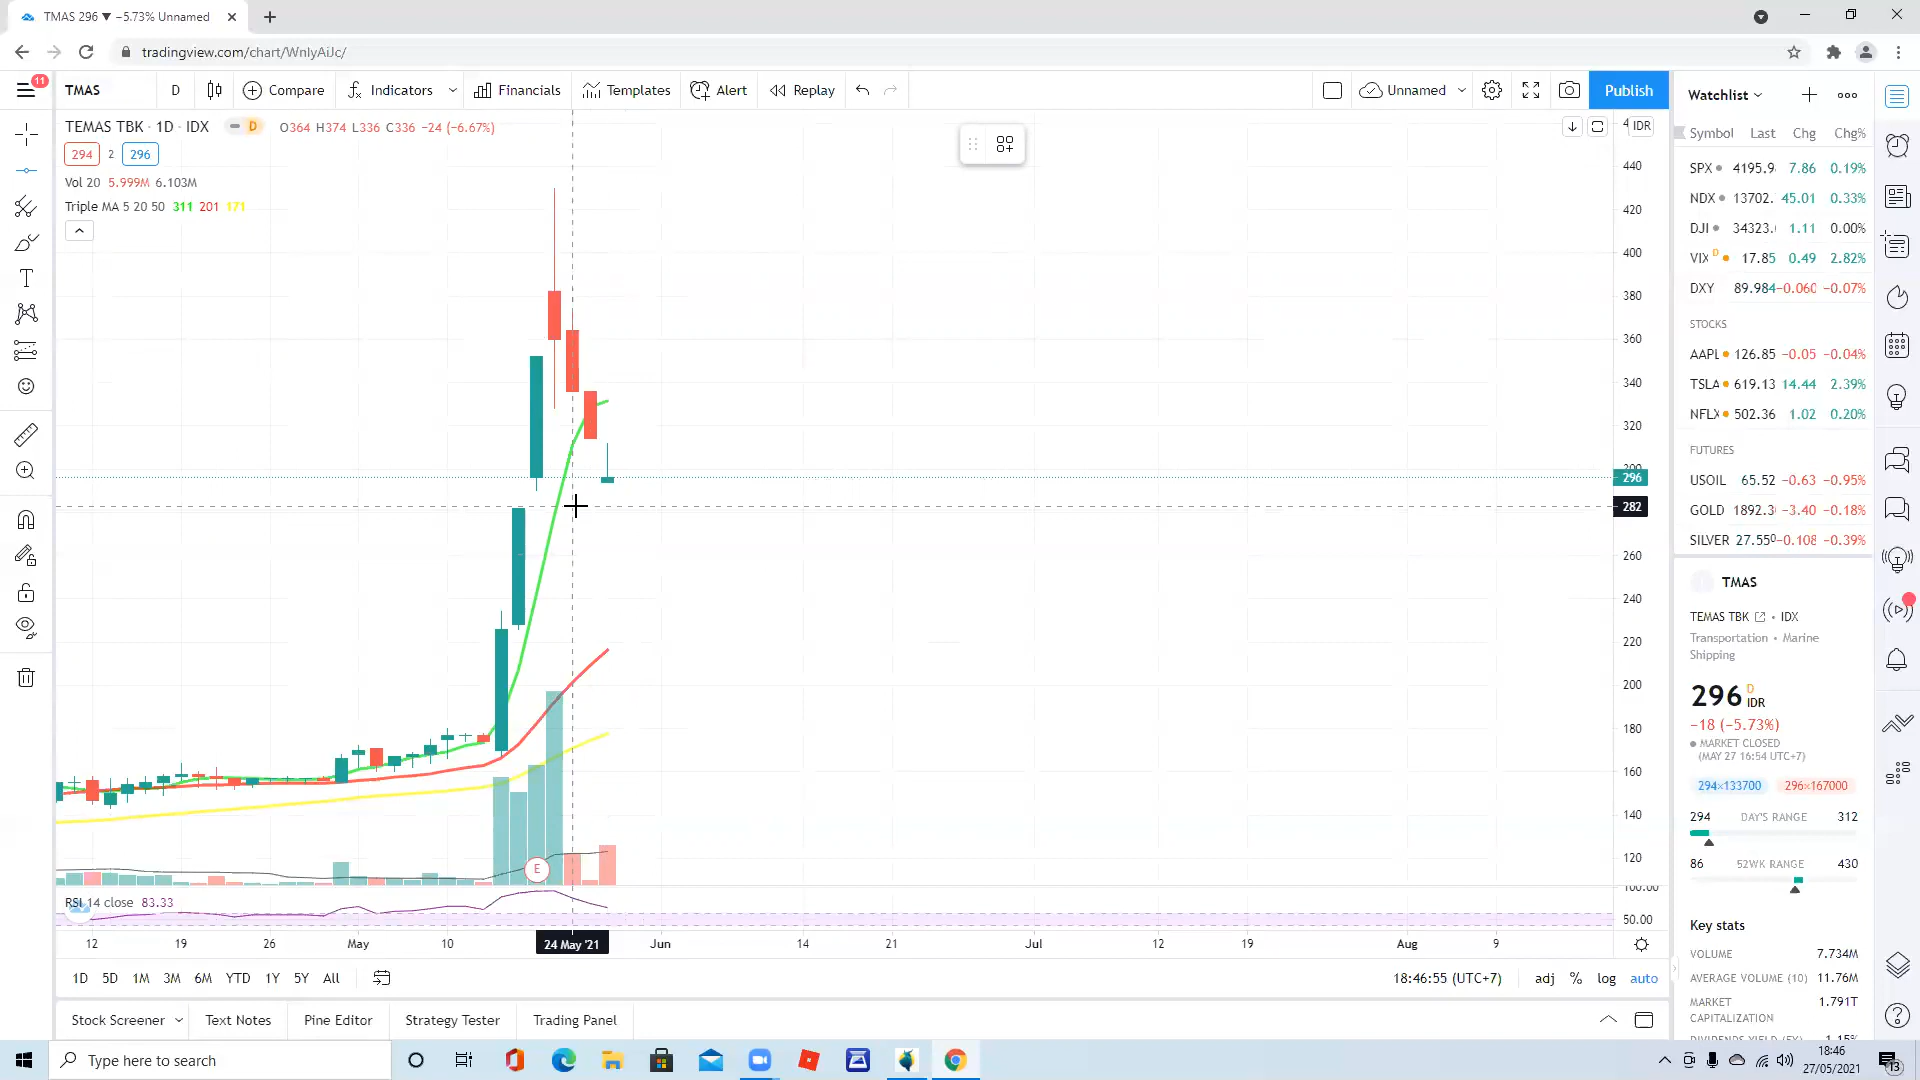 TMAS 296 ▼ −5.73% Unnamed
tradingview.com/chart/WnlyAiJc/
11
TMAS
D
Compare
Indicators
Financials
Templates
Alert
Replay
Unnamed
Publish
TEMAS TBK · 1D · IDX
D
O364 H374 L336 C336 −24 (−6.67%)
294
2
296
Vol 20 5.999M 6.103M
Triple MA 5 20 50 311 201 171
IDR
440
420
400
380
360
340
320
296
282
260
240
220
200
180
160
140
120
100.00
50.00
E
RSI 14 close 83.33
12
19
26
May
10
24 May '21
Jun
14
21
Jul
12
19
Aug
9
1D 5D 1M 3M 6M YTD 1Y 5Y All
18:46:55 (UTC+7)
adj % log auto
Stock Screener
Text Notes
Pine Editor
Strategy Tester
Trading Panel
Watchlist
Symbol Last Chg Chg%
SPX 4195.9 7.86 0.19%
NDX 13702. 45.01 0.33%
DJI 34323. 1.11 0.00%
VIX D 17.85 0.49 2.82%
DXY 89.984 −0.060 −0.07%
STOCKS
AAPL 126.85 −0.05 −0.04%
TSLA 619.13 14.44 2.39%
NFLX 502.36 1.02 0.20%
FUTURES
USOIL 65.52 −0.63 −0.95%
GOLD 1892.3 −3.40 −0.18%
SILVER 27.550 −0.108 −0.39%
TMAS
TEMAS TBK • IDX
Transportation • Marine
Shipping
296 D IDR
−18 (−5.73%)
MARKET CLOSED
(MAY 27 16:54 UTC+7)
294×133700
296×167000
294 DAY'S RANGE 312
86 52WK RANGE 430
Key stats
VOLUME 7.734M
AVERAGE VOLUME (10) 11.76M
MARKET 1.791T
CAPITALIZATION
Type here to search
18:46
27/05/2021
13